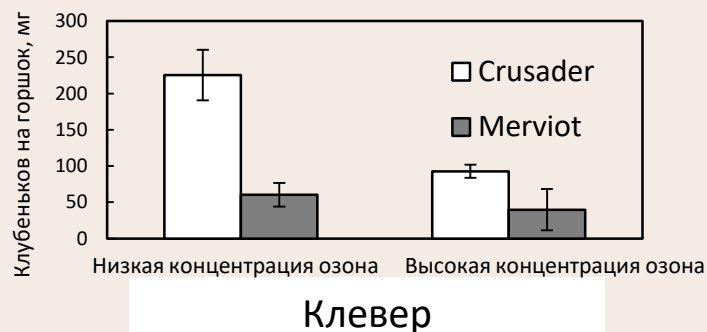 Клубеньков на горшок, мг
300
250
200
150
100
50
0
Crusader
Merviot
Низкая концентрация озона
Высокая концентрация озона
Клевер